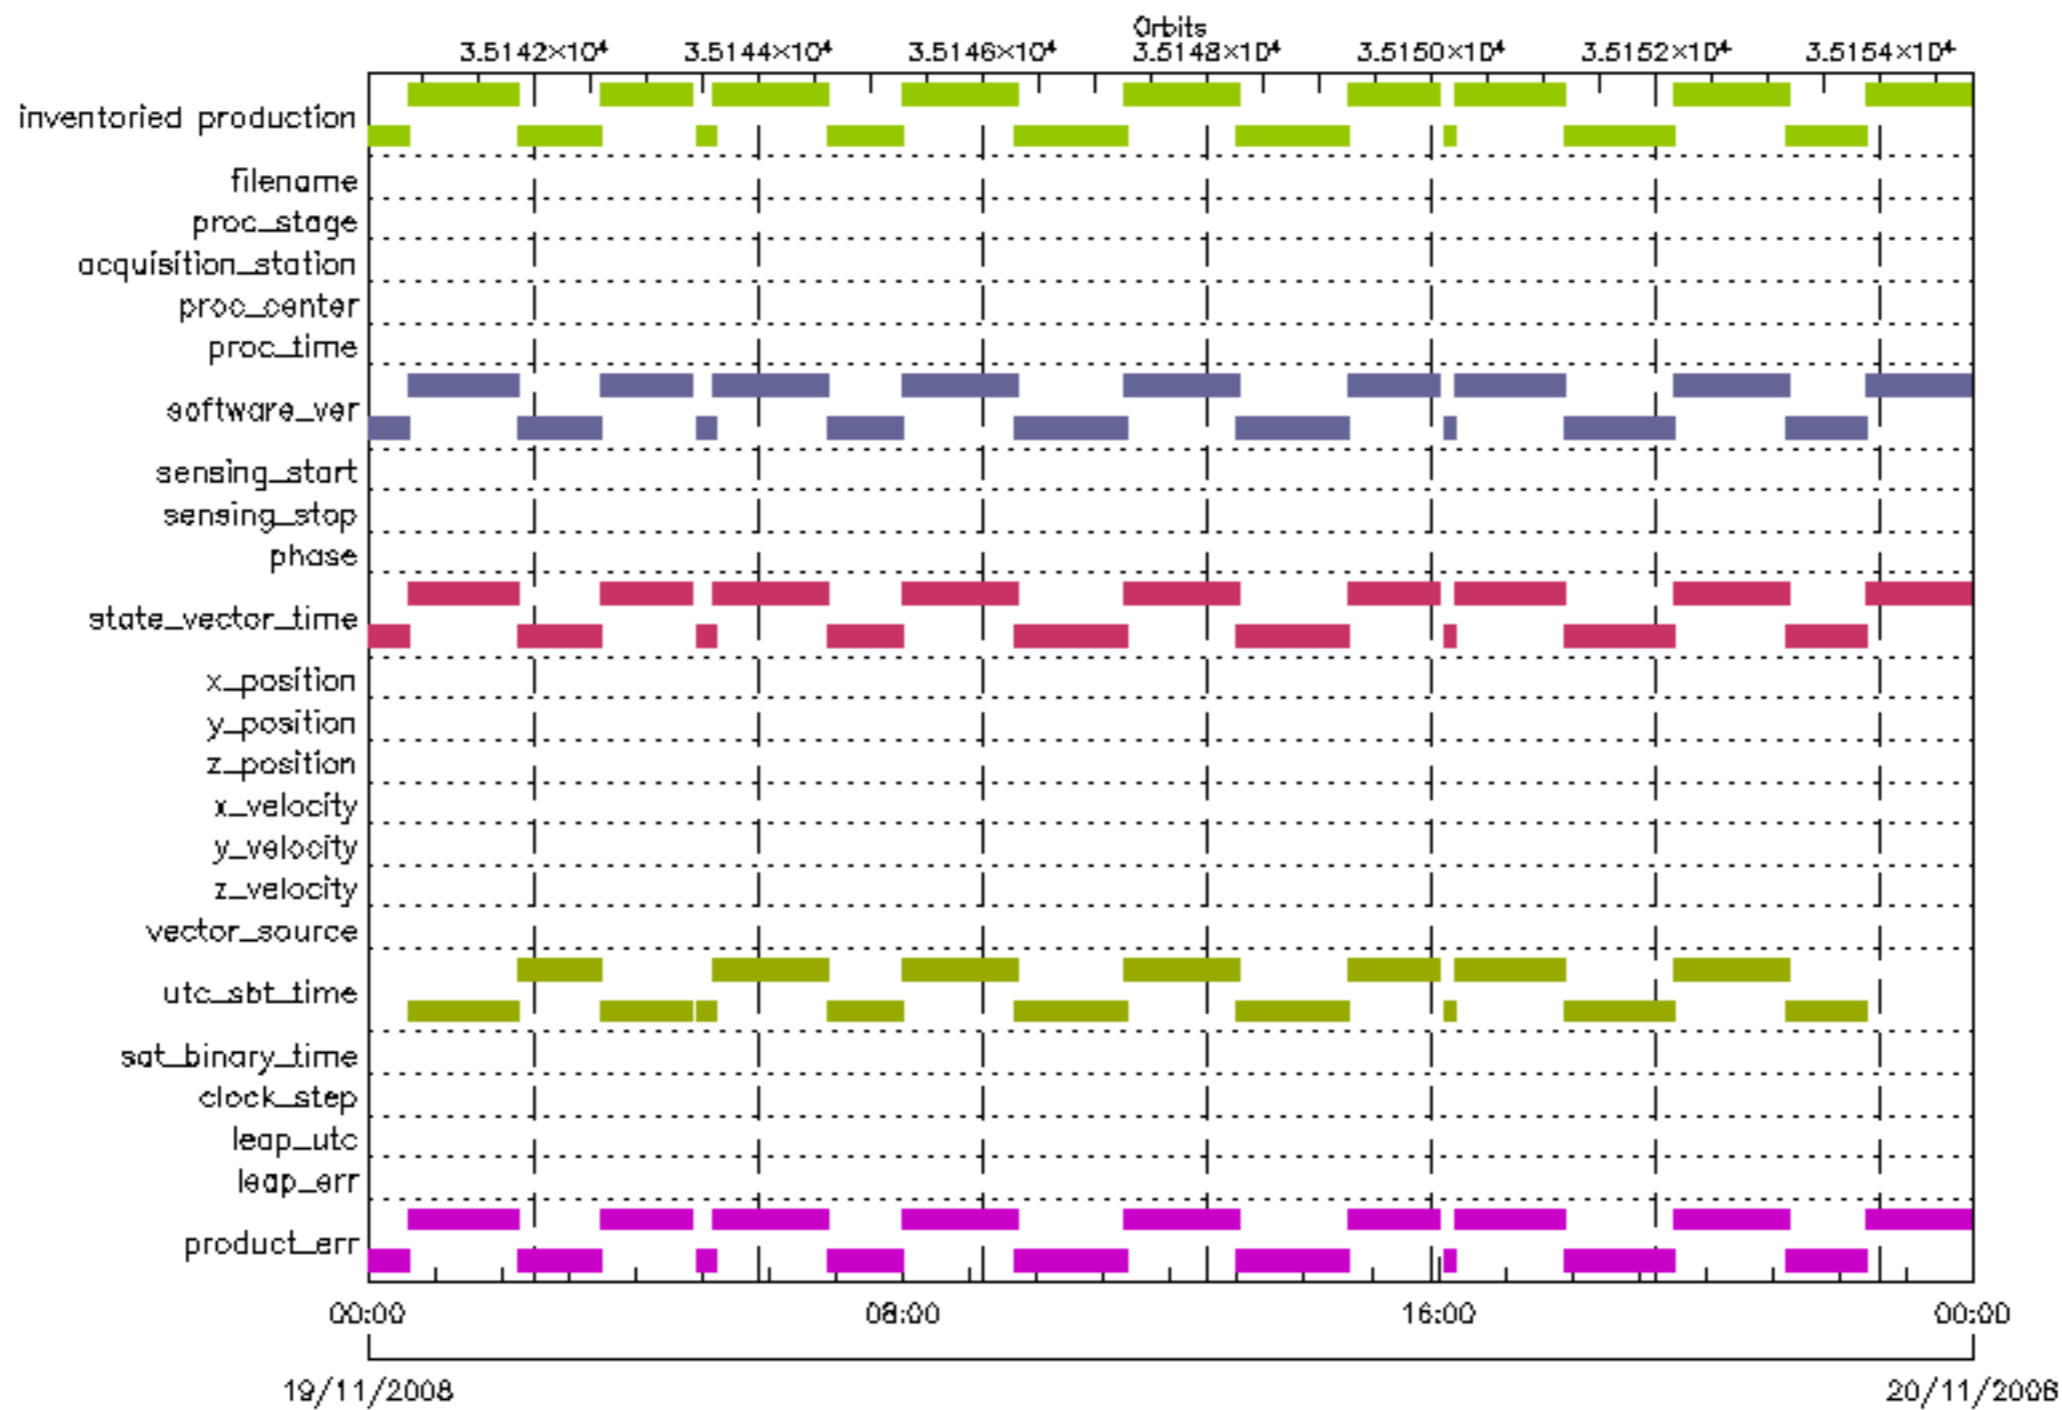 Orbits
3.5142×10⁴ 3.5144×10⁴ 3.5146×10⁴ 3.5148×10⁴ 3.5150×10⁴ 3.5152×10⁴ 3.5154×10⁴
inventoried production
filename
proc_stage
acquisition_station
proc_center
proc_time
software_ver
sensing_start
sensing_stop
phase
state_vector_time
x_position
y_position
z_position
x_velocity
y_velocity
z_velocity
vector_source
utc_sbt_time
sat_binary_time
clock_step
leap_utc
leap_err
product_err
00:00 08:00 16:00 00:00
19/11/2008 20/11/2008